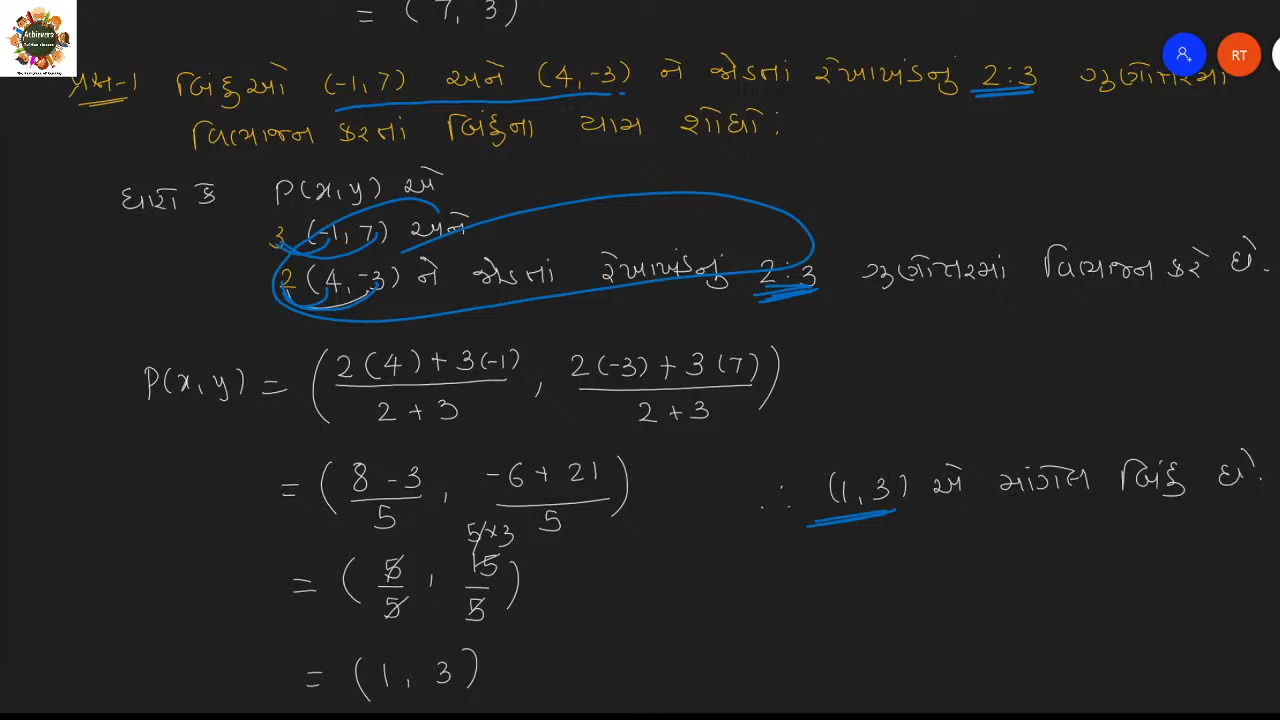 = (7, 3)
Achievers
RT
પ્રશ્ન-1 બિંદુઓ (-1, 7) અને (4, -3) ને જોડતાં રેખાખંડનું 2:3 ગુણોત્તરમાં
વિભાજન કરતાં બિંદુના યામ શોધો:
ધારો કે P(x, y) એ
3 (-1, 7) અને
2 (4, -3) ને જોડતાં રેખાખંડનું 2:3 ગુણોત્તરમાં વિભાજન કરે છે.
P(x, y) = ( 2(4) + 3(-1) / 2 + 3 , 2(-3) + 3(7) / 2 + 3 )
= ( 8 - 3 / 5 , -6 + 21 / 5 )
∴ (1, 3) એ માંગેલ બિંદુ છે.
5 × 3
= ( 5 / 5 , 15 / 5 )
= (1, 3)